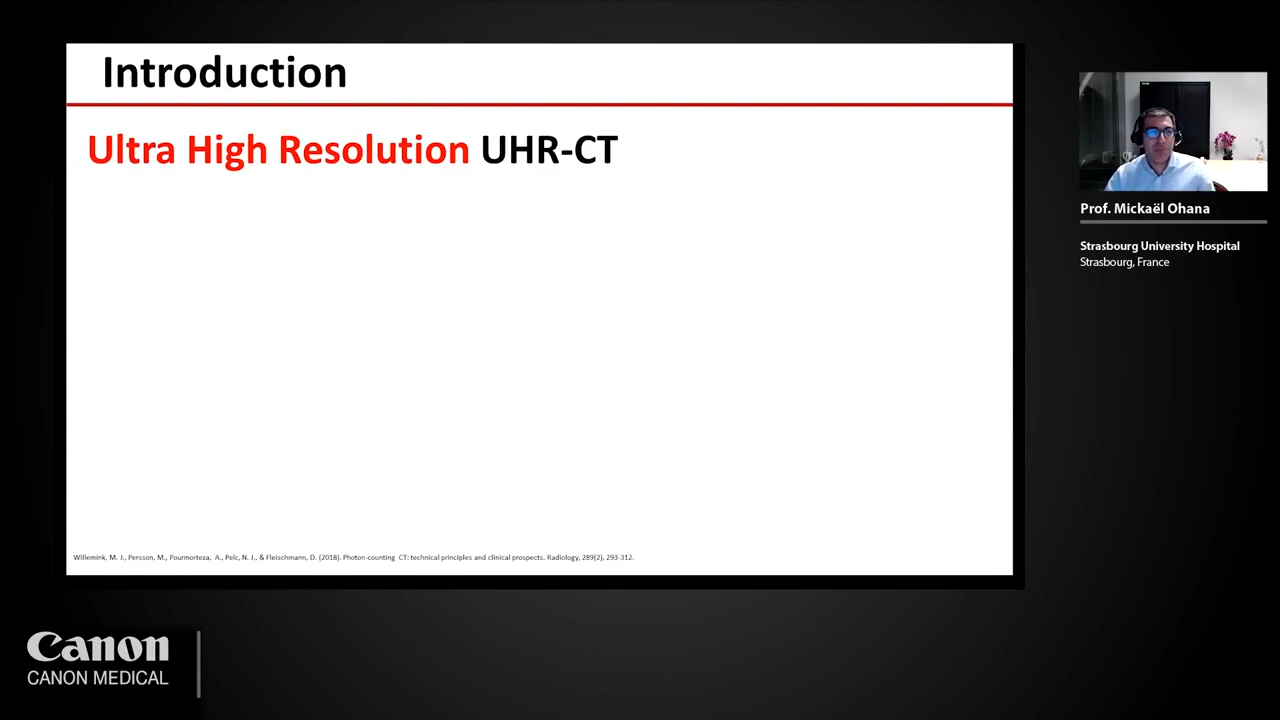 Introduction
Ultra High Resolution UHR-CT
Willemink, M. J., Persson, M., Pourmorteza, A., Pelc, N. J., & Fleischmann, D. (2018). Photon-counting CT: technical principles and clinical prospects. Radiology, 289(2), 293-312.
Prof. Mickaël Ohana
Strasbourg University Hospital
Strasbourg, France
Canon
CANON MEDICAL